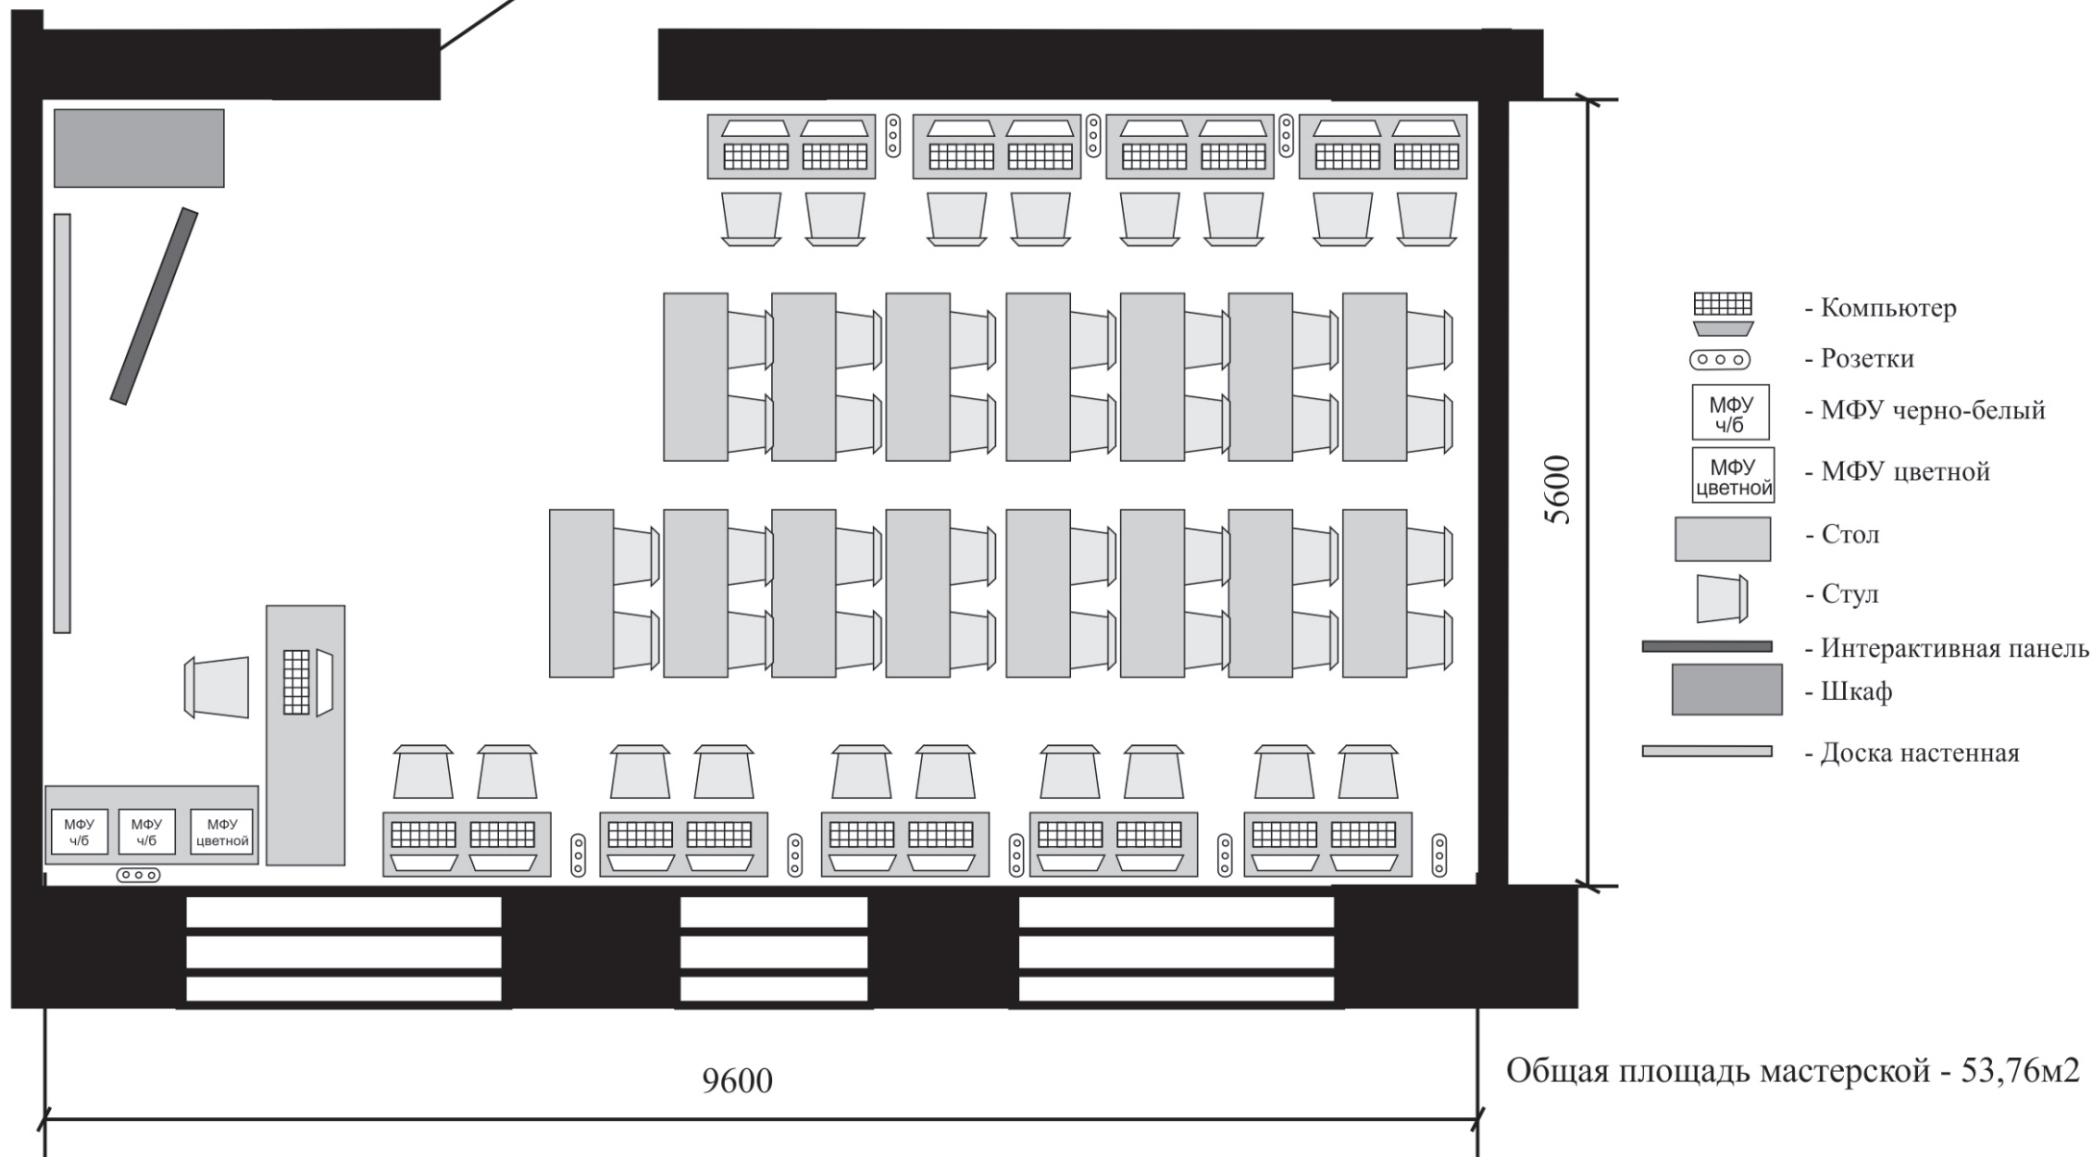 - Компьютер
- Розетки
МФУ
ч/б
- МФУ черно-белый
МФУ
цветной
- МФУ цветной
- Стол
- Стул
- Интерактивная панель
- Шкаф
- Доска настенная
5600
МФУ
ч/б
МФУ
ч/б
МФУ
цветной
9600
Общая площадь мастерской - 53,76м2